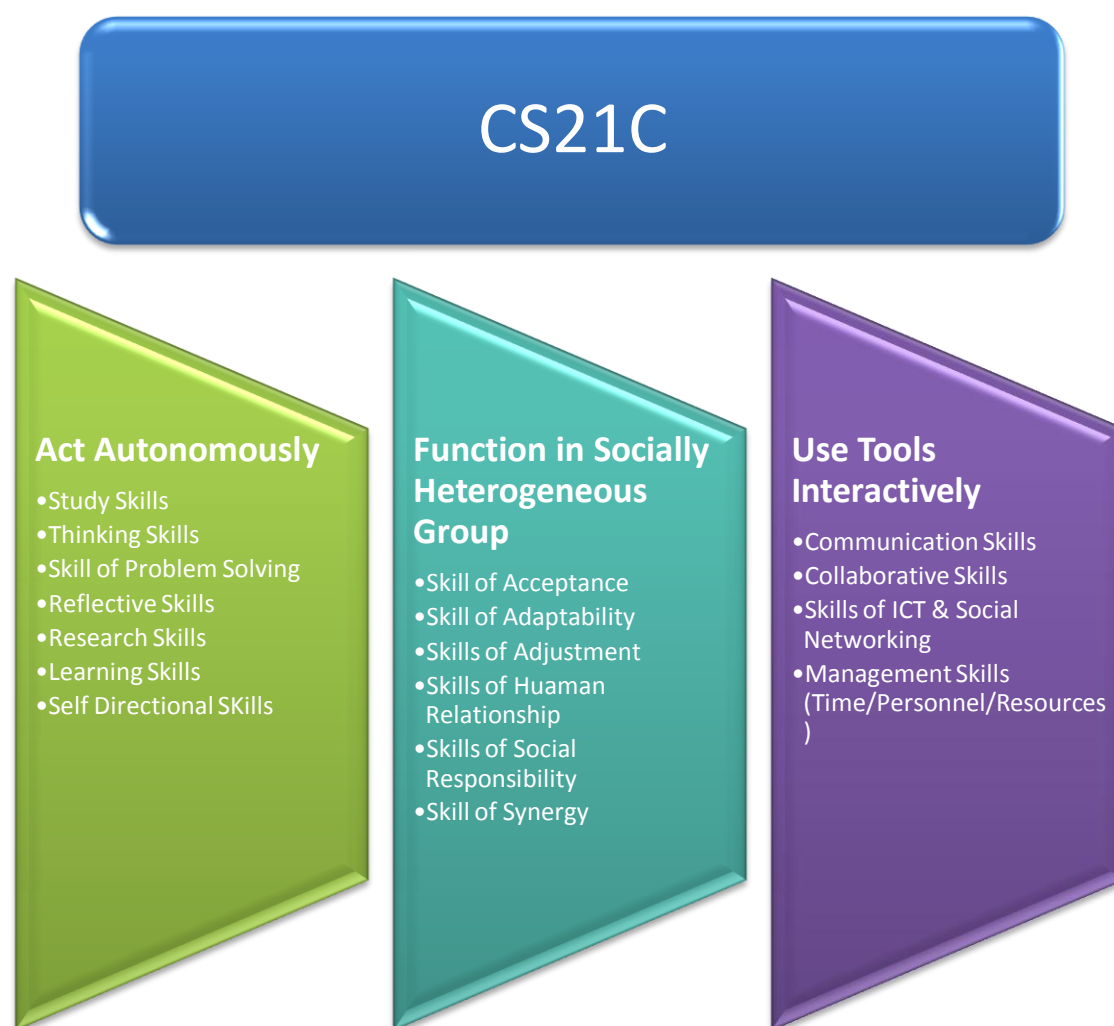 CS21C
Act Autonomously
•Study Skills
•Thinking Skills
•Skill of Problem Solving
•Reflective Skills
•Research Skills
•Learning Skills
•Self Directional SKills
Function in Socially
Heterogeneous
Group
•Skill of Acceptance
•Skill of Adaptability
•Skills of Adjustment
•Skills of Huaman
Relationship
•Skills of Social
Responsibility
•Skill of Synergy
Use Tools
Interactively
•Communication Skills
•Collaborative Skills
•Skills of ICT & Social
Networking
•Management Skills
(Time/Personnel/Resources
)